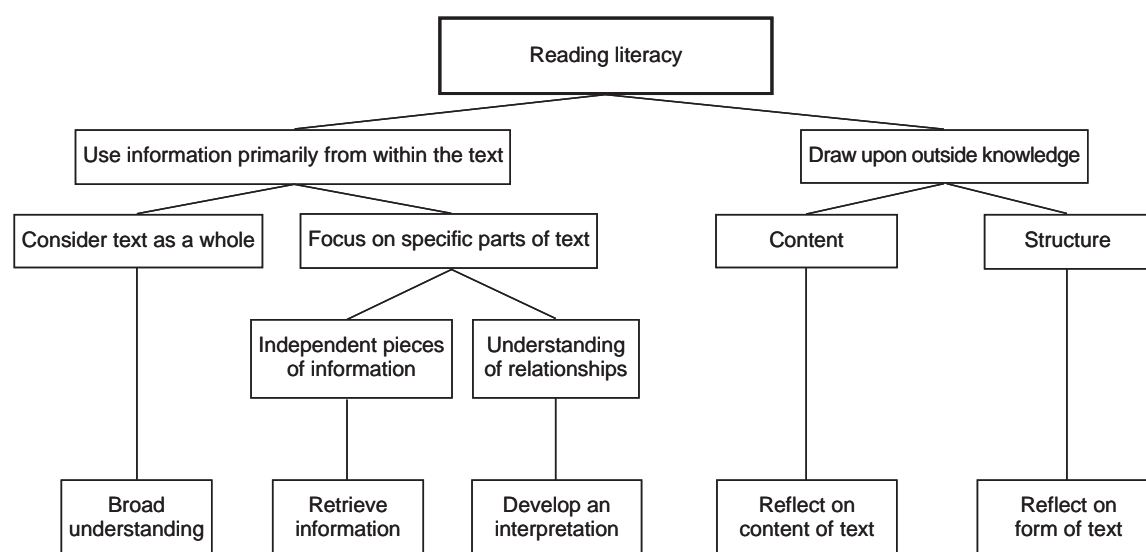 Reading literacy
Use information primarily from within the text
Draw upon outside knowledge
Consider text as a whole
Focus on specific parts of text
Content
Structure
Independent pieces
of information
Understanding
of relationships
Broad
understanding
Retrieve
information
Develop an
interpretation
Reflect on
content of text
Reflect on
form of text